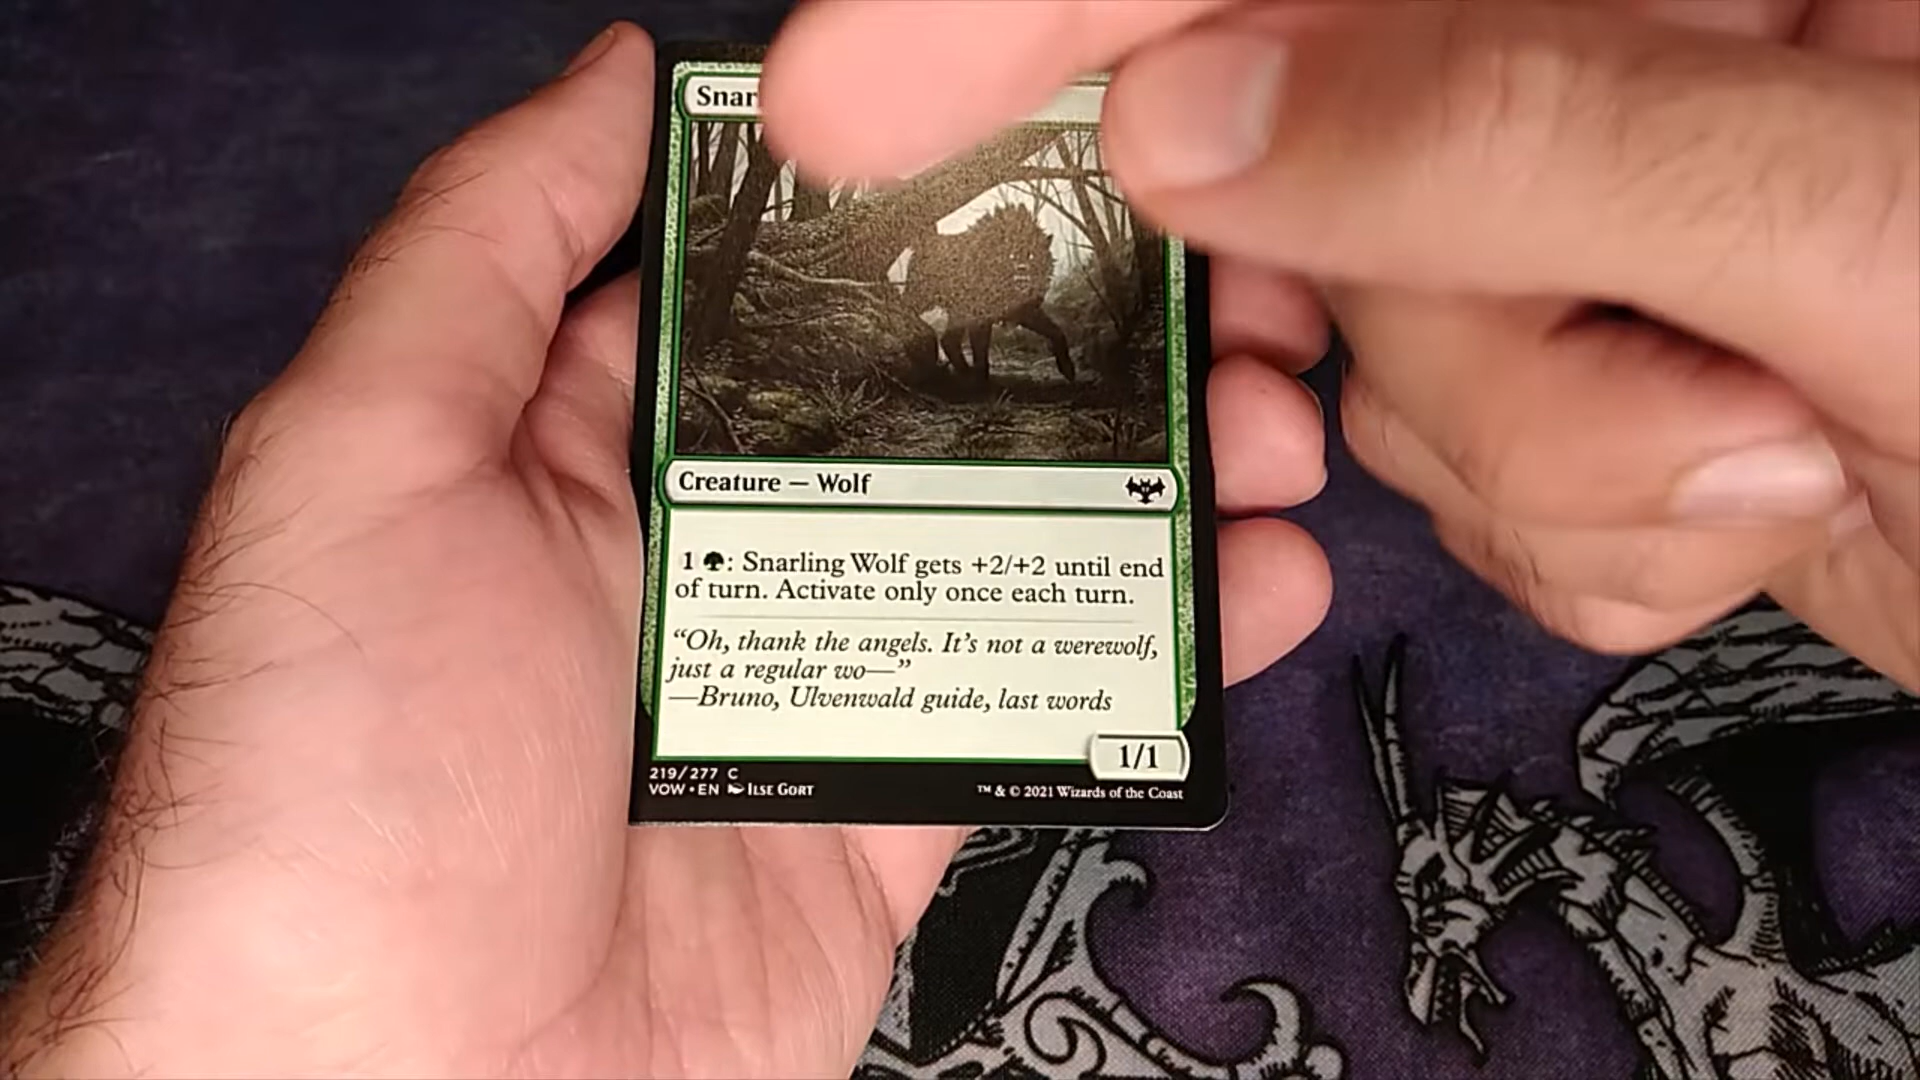 Snar
Creature — Wolf
1 : Snarling Wolf gets +2/+2 until end
of turn. Activate only once each turn.
“Oh, thank the angels. It’s not a werewolf,
just a regular wo—”
—Bruno, Ulvenwald guide, last words
1/1
219/277 C
VOW • EN ILSE GORT
™ & © 2021 Wizards of the Coast